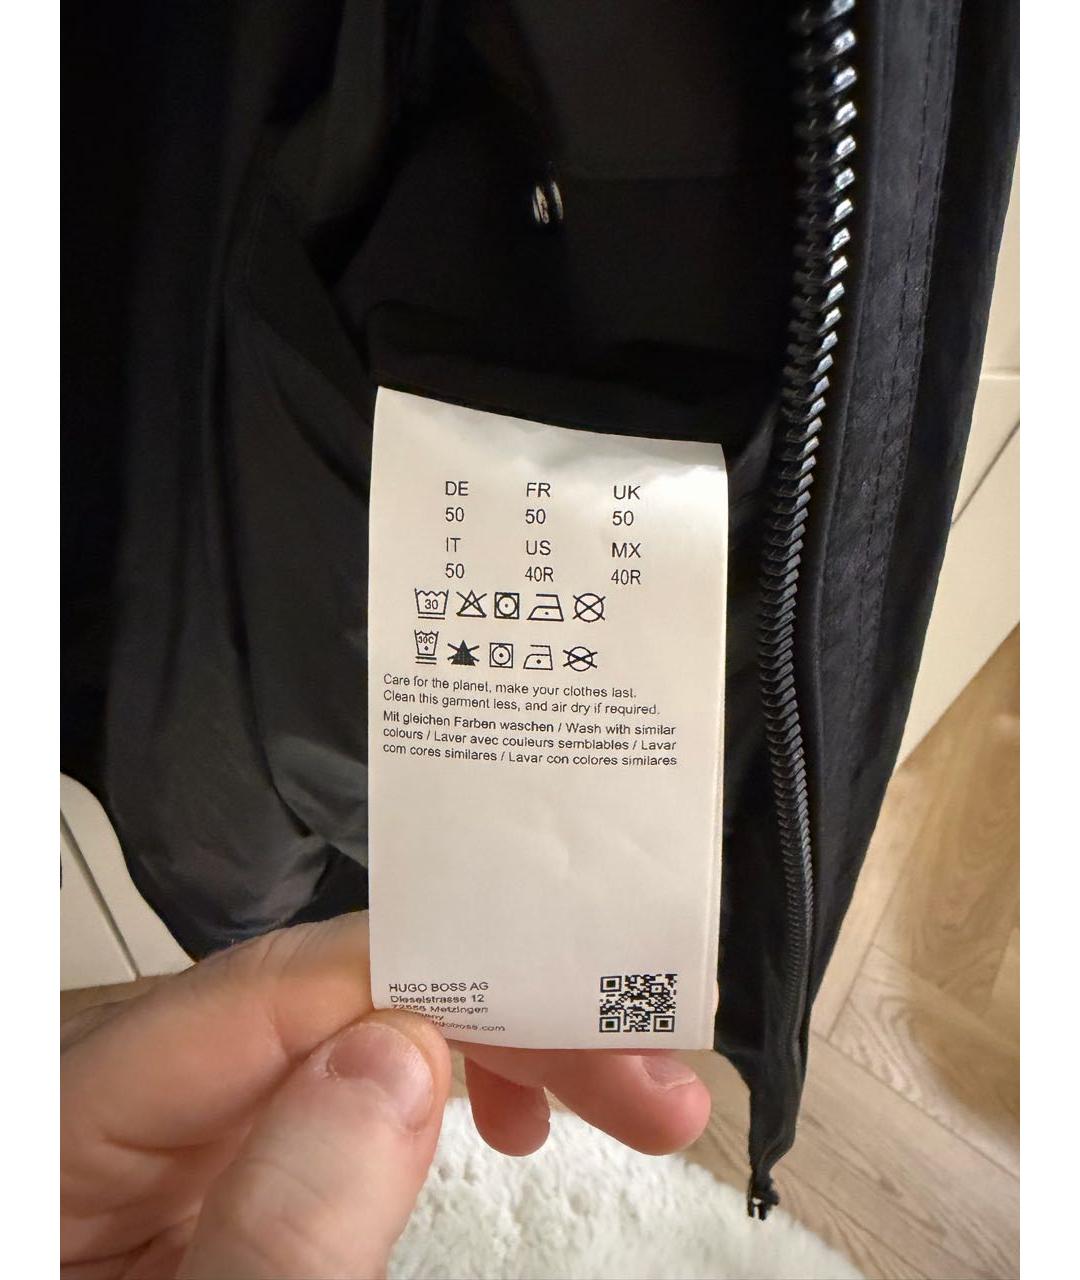 DE FR UK
50 50 50
IT US MX
50 40R 40R
30
30C
Care for the planet, make your clothes last.
Clean this garment less, and air dry if required.
Mit gleichen Farben waschen / Wash with similar
colours / Laver avec couleurs semblables / Lavar
com cores similares / Lavar con colores similares
HUGO BOSS AG
Dieselstrasse 12
Metzingen